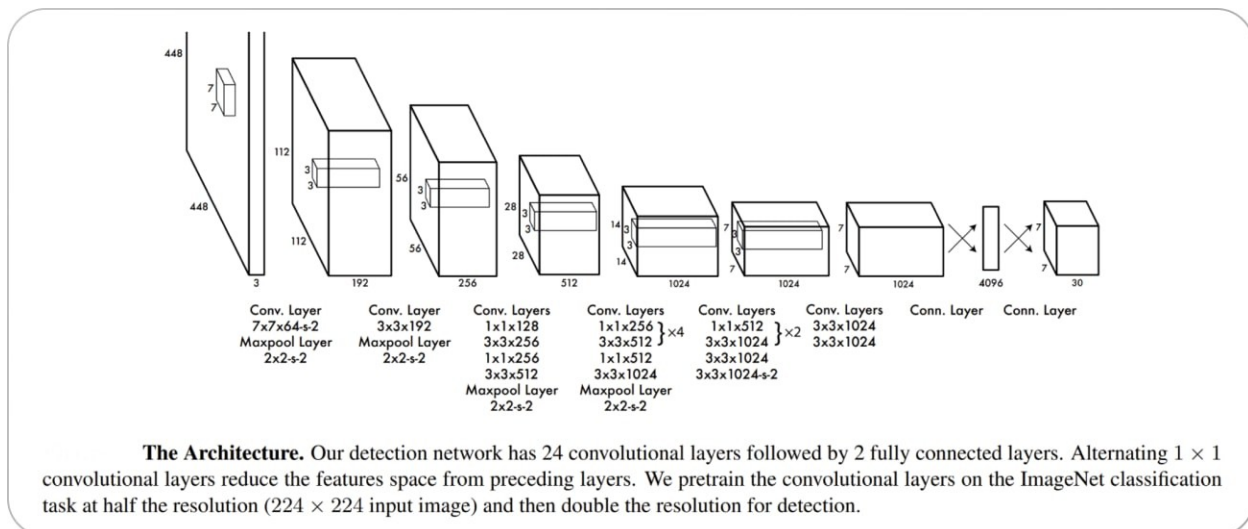 448
7
7
448
3
112
3
3
112
192
56
3
3
56
256
28
3
3
28
512
14
3
3
14
1024
7
3
3
7
1024
7
7
1024
4096
7
7
30
Conv. Layer
7x7x64-s-2
Maxpool Layer
2x2-s-2
Conv. Layer
3x3x192
Maxpool Layer
2x2-s-2
Conv. Layers
1x1x128
3x3x256
1x1x256
3x3x512
Maxpool Layer
2x2-s-2
Conv. Layers
1x1x256
3x3x512
}×4
1x1x512
3x3x1024
Maxpool Layer
2x2-s-2
Conv. Layers
1x1x512
3x3x1024
}×2
3x3x1024
3x3x1024-s-2
Conv. Layers
3x3x1024
3x3x1024
Conn. Layer
Conn. Layer
The Architecture. Our detection network has 24 convolutional layers followed by 2 fully connected layers. Alternating 1 × 1
convolutional layers reduce the features space from preceding layers. We pretrain the convolutional layers on the ImageNet classification
task at half the resolution (224 × 224 input image) and then double the resolution for detection.